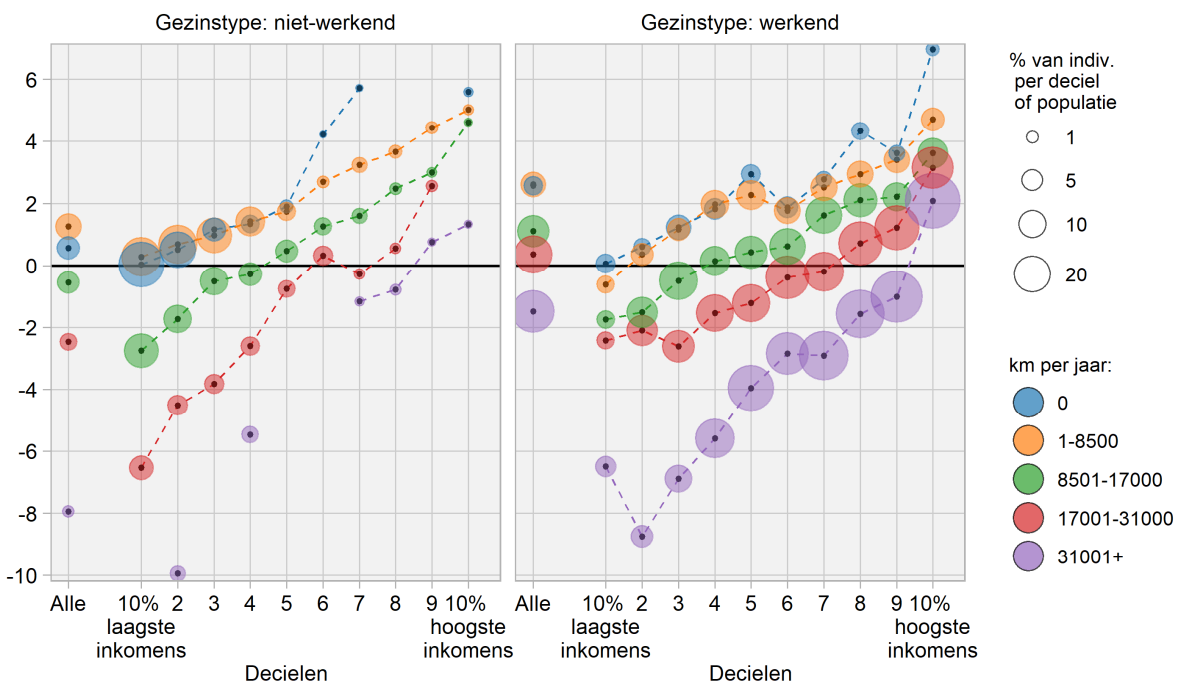 Gezinstype: niet-werkend
Gezinstype: werkend
6
4
2
0
-2
-4
-6
-8
-10
Alle 10% 2 3 4 5 6 7 8 9 10%
laagste hoogste
inkomens inkomens
Decielen
Alle 10% 2 3 4 5 6 7 8 9 10%
laagste hoogste
inkomens inkomens
Decielen
% van indiv.
per deciel
of populatie
1
5
10
20
km per jaar:
0
1-8500
8501-17000
17001-31000
31001+